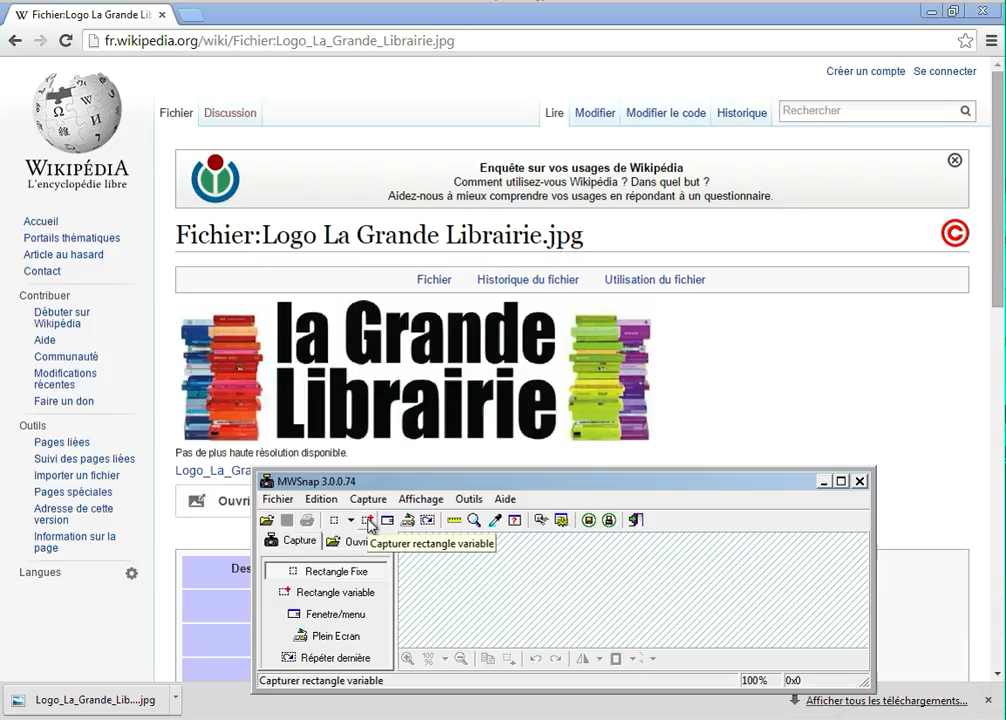 Fichier:Logo La Grande Lil
fr.wikipedia.org/wiki/Fichier:Logo_La_Grande_Librairie.jpg
Créer un compte Se connecter
Fichier Discussion Lire Modifier Modifier le code Historique Rechercher
WIKIPÉDIA
L'encyclopédie libre
Enquête sur vos usages de Wikipédia
Comment utilisez-vous Wikipédia ? Dans quel but ?
Aidez-nous à mieux comprendre vos usages en répondant à un questionnaire.
Fichier:Logo La Grande Librairie.jpg
©
Fichier Historique du fichier Utilisation du fichier
Accueil
Portails thématiques
Article au hasard
Contact
Contribuer
Débuter sur
Wikipédia
Aide
Communauté
Modifications
récentes
Faire un don
Outils
Pages liées
Suivi des pages liées
Importer un fichier
Pages spéciales
Adresse de cette
version
Information sur la
page
Langues
la Grande
Librairie
Pas de plus haute résolution disponible.
Logo_La_Gra
Ouvri
Des
MWSnap 3.0.0.74
Fichier Edition Capture Affichage Outils Aide
Capture Ouvri
Capturer rectangle variable
Rectangle Fixe
Rectangle variable
Fenetre/menu
Plein Ecran
Répéter dernière
100%
Capturer rectangle variable 100% 0x0
Logo_La_Grande_Lib....jpg Afficher tous les téléchargements...